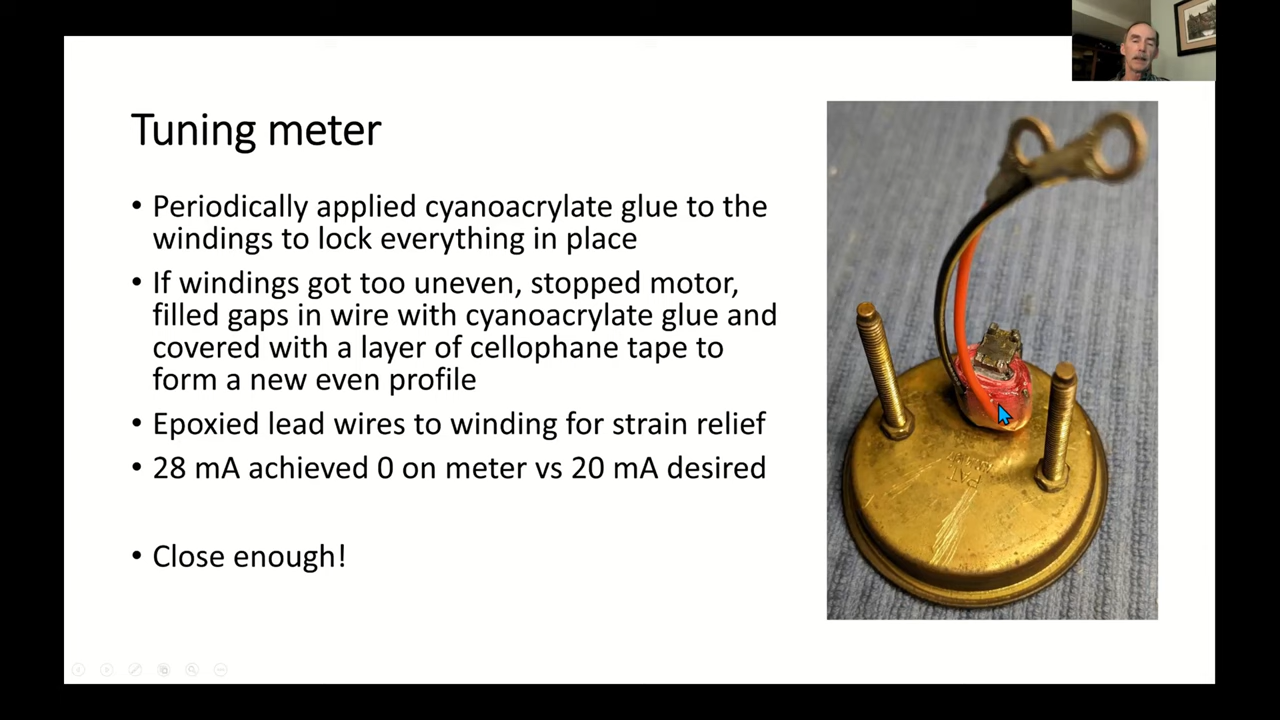 Tuning meter
• Periodically applied cyanoacrylate glue to the
windings to lock everything in place
• If windings got too uneven, stopped motor,
filled gaps in wire with cyanoacrylate glue and
covered with a layer of cellophane tape to
form a new even profile
• Epoxied lead wires to winding for strain relief
• 28 mA achieved 0 on meter vs 20 mA desired
• Close enough!
PAT